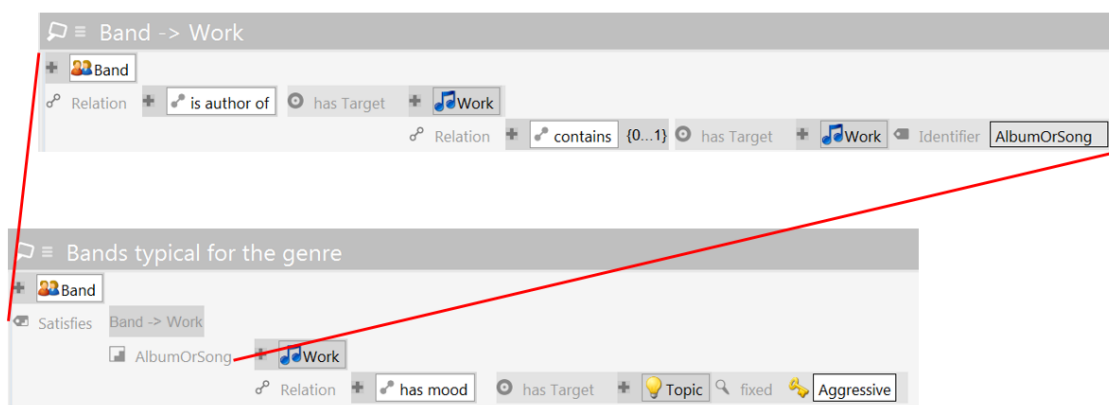 Band -> Work
Band
Relation is author of has Target Work
Relation contains {0...1} has Target Work Identifier AlbumOrSong
Bands typical for the genre
Band
Satisfies Band -> Work
AlbumOrSong Work
Relation has mood has Target Topic fixed Aggressive